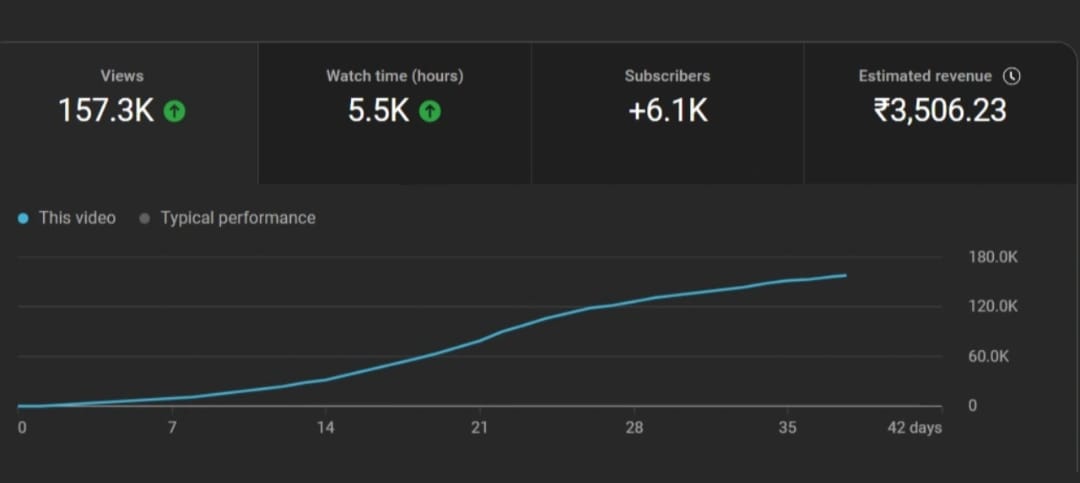 Views Watch time (hours) Subscribers Estimated revenue
157.3K 5.5K +6.1K ₹3,506.23
This video Typical performance
180.0K
120.0K
60.0K
0
0 7 14 21 28 35 42 days